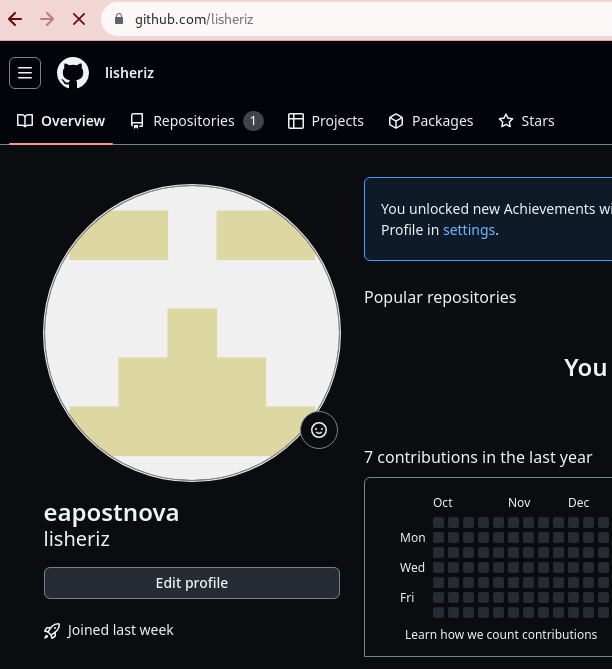 github.com/lisheriz
lisheriz
Overview Repositories 1 Projects Packages Stars
You unlocked new Achievements wi
Profile in settings.
Popular repositories
You
7 contributions in the last year
Oct Nov Dec
Mon
Wed
Fri
Learn how we count contributions
eapostnova
lisheriz
Edit profile
Joined last week